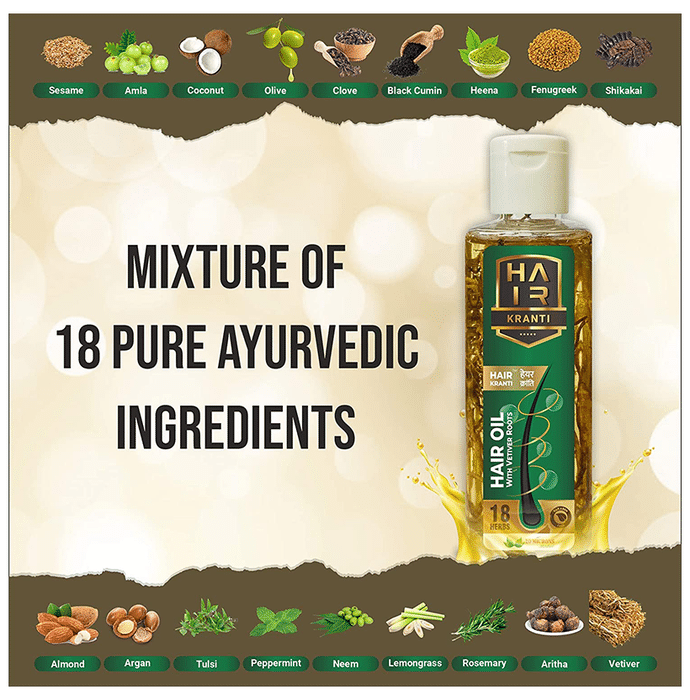 Sesame Amla Coconut Olive Clove Black Cumin Heena Fenugreek Shikakai
MIXTURE OF
18 PURE AYURVEDIC
INGREDIENTS
HA
IR
KRANTI
HAIR हेयर
KRANTI क्रांति
HAIR OIL
WITH VETIVER ROOTS
18
HERBS
Almond Argan Tulsi Peppermint Neem Lemongrass Rosemary Aritha Vetiver